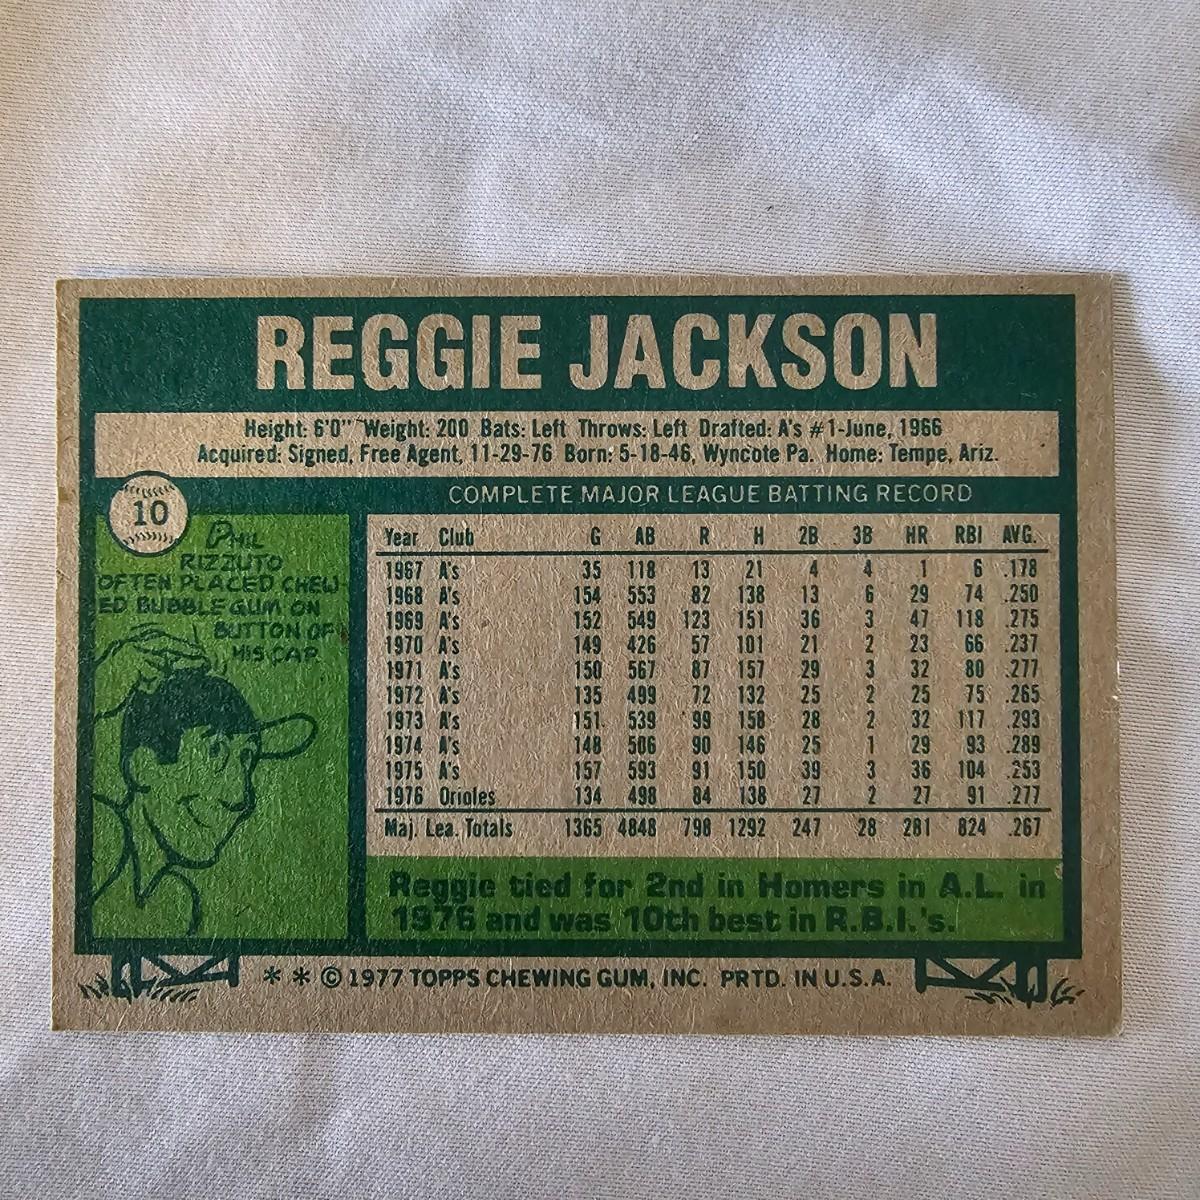 REGGIE JACKSON
Height: 6'0" Weight: 200 Bats: Left Throws: Left Drafted: A's #1-June, 1966
Acquired: Signed, Free Agent, 11-29-76 Born: 5-18-46, Wyncote Pa. Home: Tempe, Ariz.
10
PHIL
RIZZUTO
OFTEN PLACED CHEW-
ED BUBBLE GUM ON
BUTTON OF
HIS CAP
COMPLETE MAJOR LEAGUE BATTING RECORD
Year Club G AB R H 2B 3B HR RBI AVG.
1967 A's 35 118 13 21 4 4 1 6 .178
1968 A's 154 553 82 138 13 6 29 74 .250
1969 A's 152 549 123 151 36 3 47 118 .275
1970 A's 149 426 57 101 21 2 23 66 .237
1971 A's 150 567 87 157 29 3 32 80 .277
1972 A's 135 499 72 132 25 2 25 75 .265
1973 A's 151 539 99 158 28 2 32 117 .293
1974 A's 148 506 90 146 25 1 29 93 .289
1975 A's 157 593 91 150 39 3 36 104 .253
1976 Orioles 134 498 84 138 27 2 27 91 .277
Maj. Lea. Totals 1365 4848 798 1292 247 28 281 824 .267
Reggie tied for 2nd in Homers in A.L. in
1976 and was 10th best in R.B.I.'s.
* * © 1977 TOPPS CHEWING GUM, INC. PRTD. IN U.S.A.